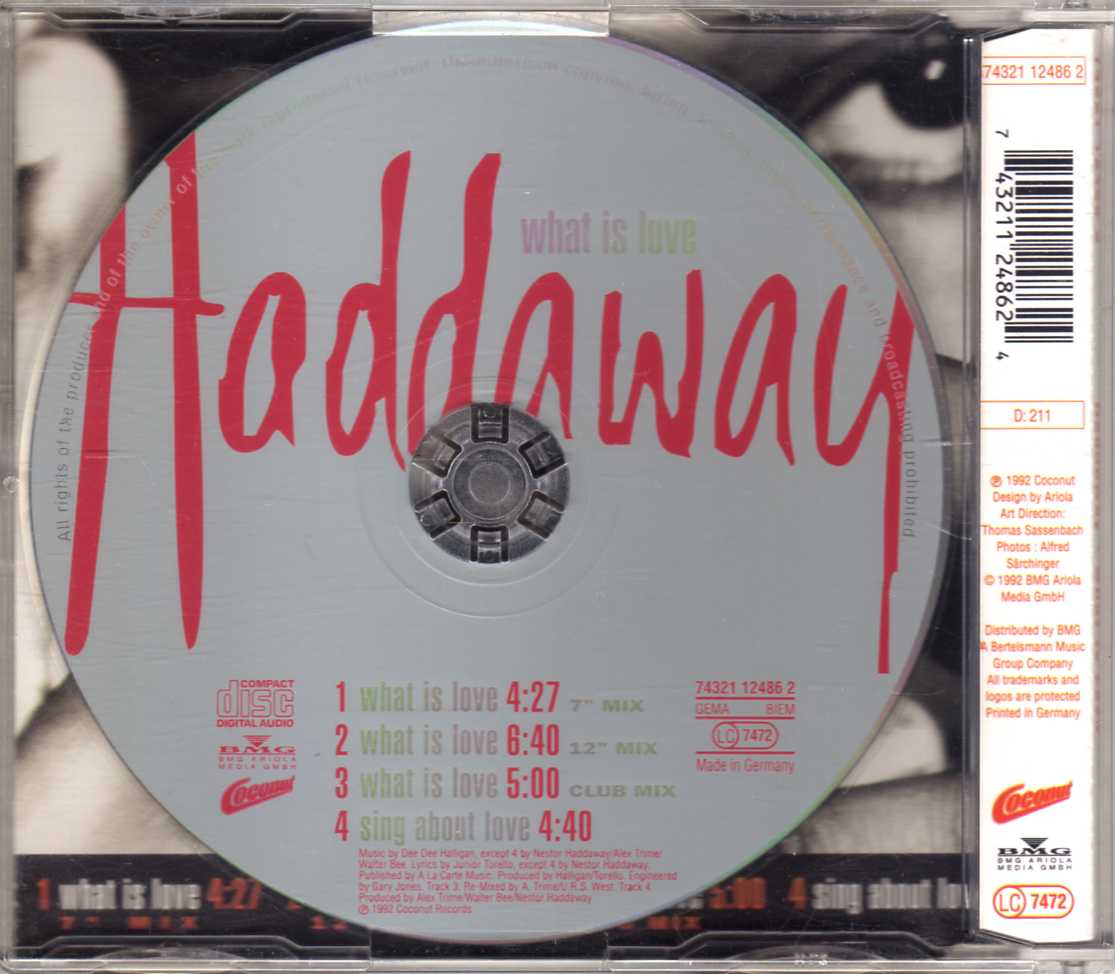 what is love
Haddaway
All rights of the producer and of the owner of the
and broadcasting prohibited
COMPACT
disc
DIGITAL AUDIO
BMG
BMG ARIOLA
MEDIA GMBH
Coconut
1 what is love 4:27 7" MIX
2 what is love 6:40 12" MIX
3 what is love 5:00 CLUB MIX
4 sing about love 4:40
74321 12486 2
GEMA BIEM
LC 7472
Made in Germany
Music by Dee Dee Halligan, except 4 by Nestor Haddaway/Alex Trime/
Walter Bee. Lyrics by Junior Torello, except 4 by Nestor Haddaway.
Published by A La Carte Music. Produced by Halligan/Torello. Engineered
by Gary Jones. Track 3: Re-Mixed by A. Trime/U.R.S. West. Track 4
Produced by Alex Trime/Walter Bee/Nestor Haddaway
℗ 1992 Coconut Records
1 what is love 4:27
7" MIX
5:00 4 sing about lo
MIX
74321 12486 2
7 43211 24862 4
D: 211
℗ 1992 Coconut
Design by Ariola
Art Direction:
Thomas Sassenbach
Photos : Alfred
Särchinger
© 1992 BMG Ariola
Media GmbH
Distributed by BMG
A Bertelsmann Music
Group Company
All trademarks and
logos are protected
Printed in Germany
Coconut
BMG
BMG ARIOLA
MEDIA GMBH
LC 7472